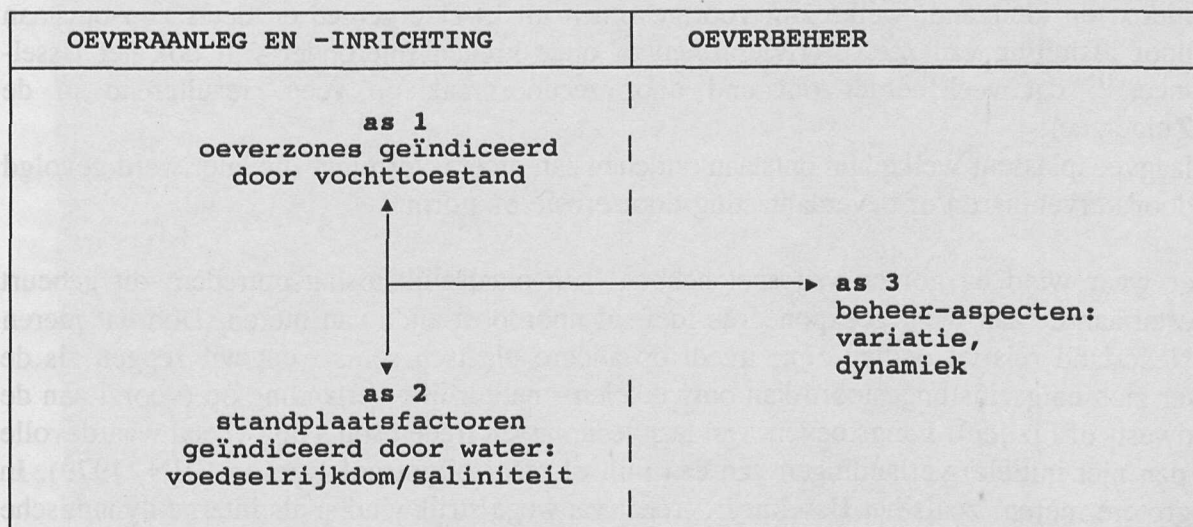 OEVERAANLEG EN -INRICHTING
OEVERBEHEER
as 1
oeverzones geïndiceerd
door vochttoestand
as 3
beheer-aspecten:
variatie,
dynamiek
as 2
standplaatsfactoren
geïndiceerd door water:
voedselrijkdom/saliniteit